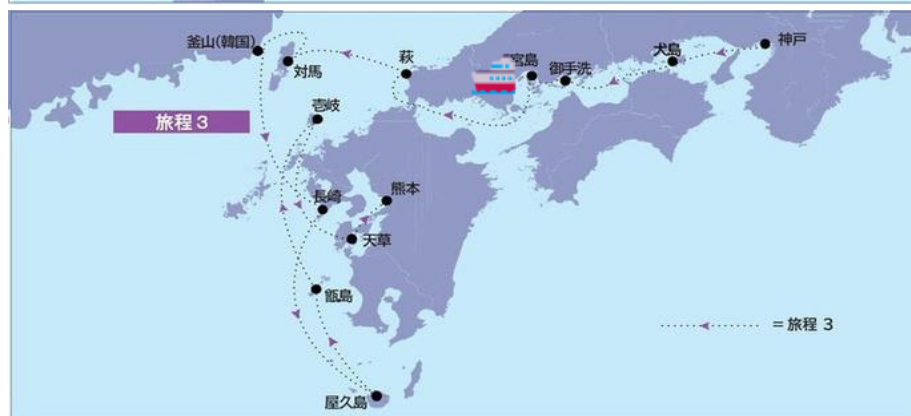 釜山(韓国)
対馬
萩
宮島
御手洗
犬島
神戸
旅程 3
壱岐
長崎
熊本
天草
甑島
屋久島
= 旅程 3